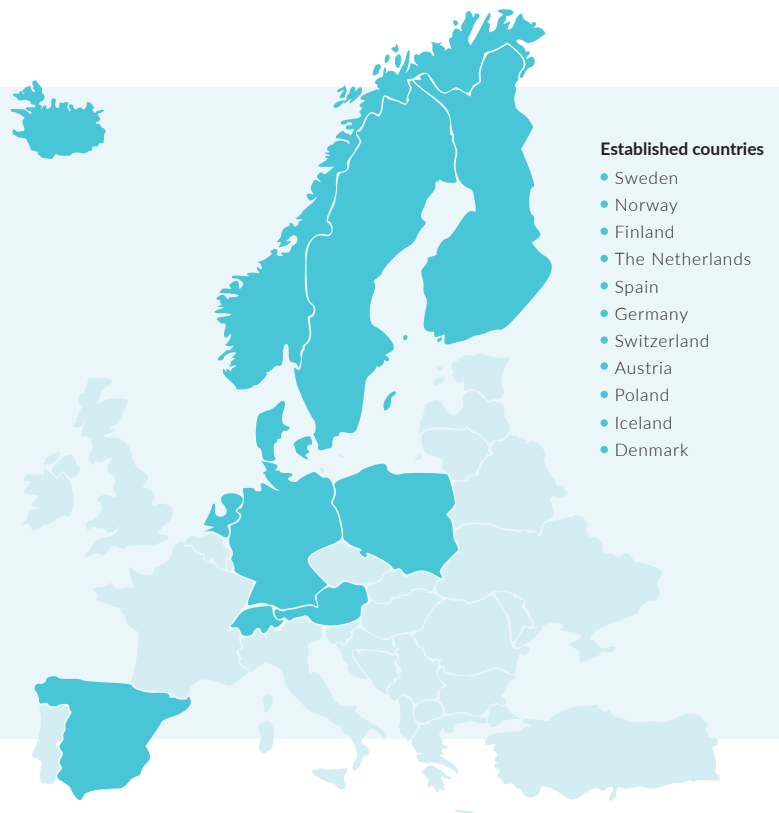 Established countries
Sweden
Norway
Finland
The Netherlands
Spain
Germany
Switzerland
Austria
Poland
Iceland
Denmark